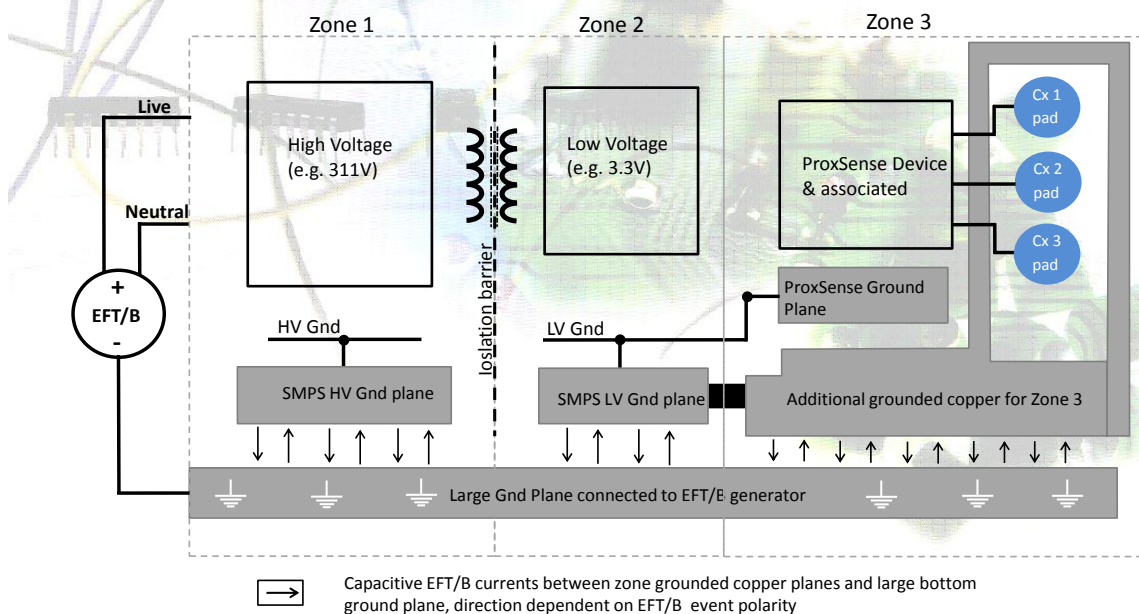 Zone 1
Zone 2
Zone 3
Live
Neutral
+
EFT/B
-
High Voltage
(e.g. 311V)
Ioslation barrier
Low Voltage
(e.g. 3.3V)
ProxSense Device
& associated
Cx 1
pad
Cx 2
pad
Cx 3
pad
ProxSense Ground
Plane
HV Gnd
LV Gnd
SMPS HV Gnd plane
SMPS LV Gnd plane
Additional grounded copper for Zone 3
Large Gnd Plane connected to EFT/B generator
Capacitive EFT/B currents between zone grounded copper planes and large bottom
ground plane, direction dependent on EFT/B event polarity